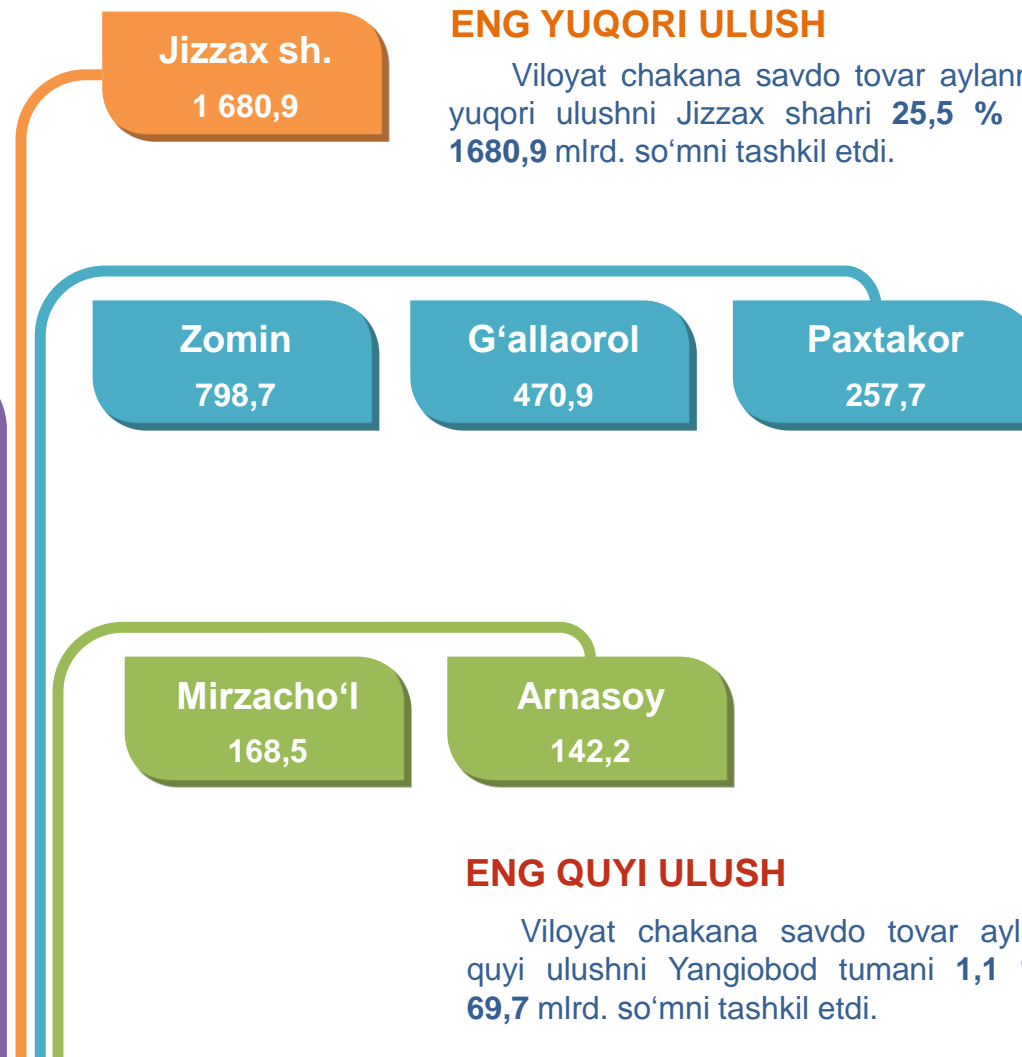 ENG YUQORI ULUSH
Jizzax sh.
1 680,9
Viloyat chakana savdo tovar
yuqori ulushni Jizzax shahri 25,5 %
1680,9 mlrd. so‘mni tashkil etdi.
Zomin
798,7
G‘allaorol
470,9
Paxtakor
257,7
Mirzacho‘l
168,5
Arnasoy
142,2
ENG QUYI ULUSH
Viloyat chakana savdo tovar
quyi ulushni Yangiobod tumani 1,1
69,7 mlrd. so‘mni tashkil etdi.